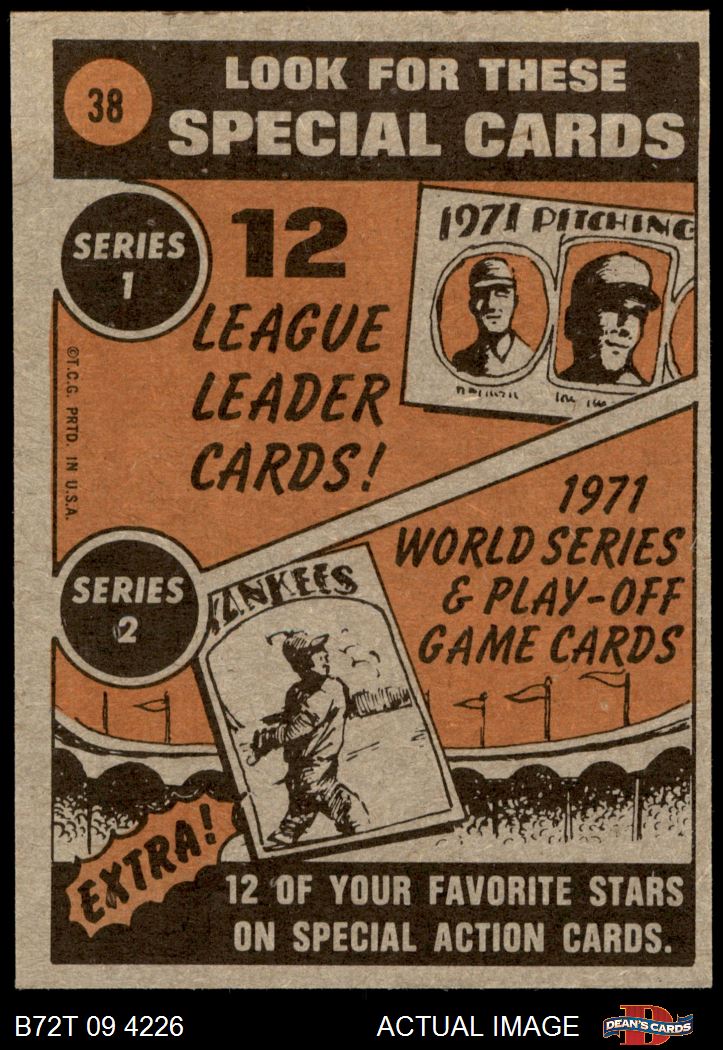 38
LOOK FOR THESE
SPECIAL CARDS
SERIES
1
12
LEAGUE
LEADER
CARDS!
1971 PITCHING
©T.C.G. PRTD. IN U.S.A.
1971
WORLD SERIES
& PLAY-OFF
GAME CARDS
SERIES
2
YANKEES
EXTRA!
12 OF YOUR FAVORITE STARS
ON SPECIAL ACTION CARDS.
B72T 09 4226
ACTUAL IMAGE
DEAN'S CARDS